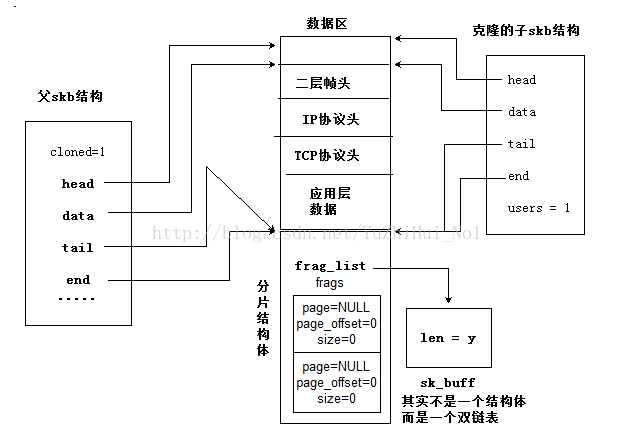 数据区
克隆的子skb结构
父skb结构
cloned=1
head
data
tail
end
.....
二层帧头
IP协议头
TCP协议头
应用层
数据
head
data
tail
end
users = 1
http://blog.csdn.net/YuZhiHui_No1
分片结构体
frag_list
frags
page=NULL
page_offset=0
size=0
page=NULL
page_offset=0
size=0
len = y
sk_buff
其实不是一个结构体
而是一个双链表